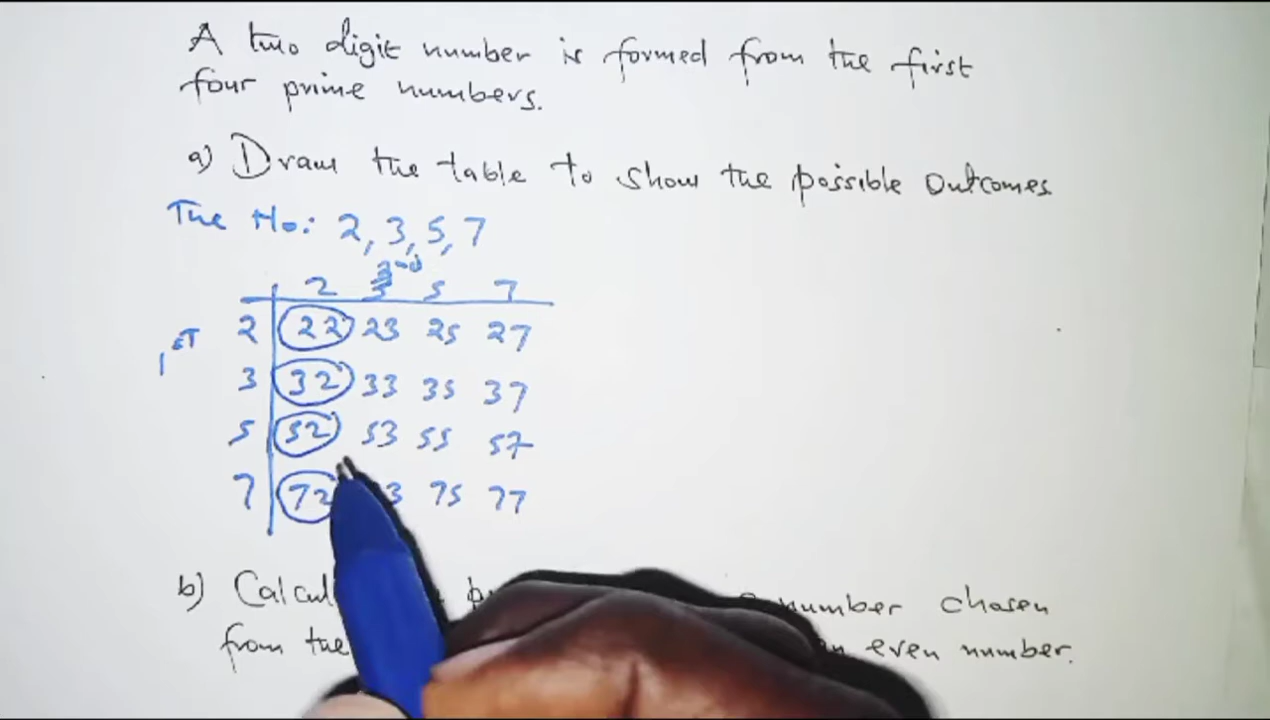 A two digit number is formed from the first
four prime numbers.
a) Draw the table to show the possible outcomes
The No: 2, 3, 5, 7
2nd
2 3 5 7
1ST
2 22 23 25 27
3 32 33 35 37
5 52 53 55 57
7 72 75 77
b) number chosen
from the even number.